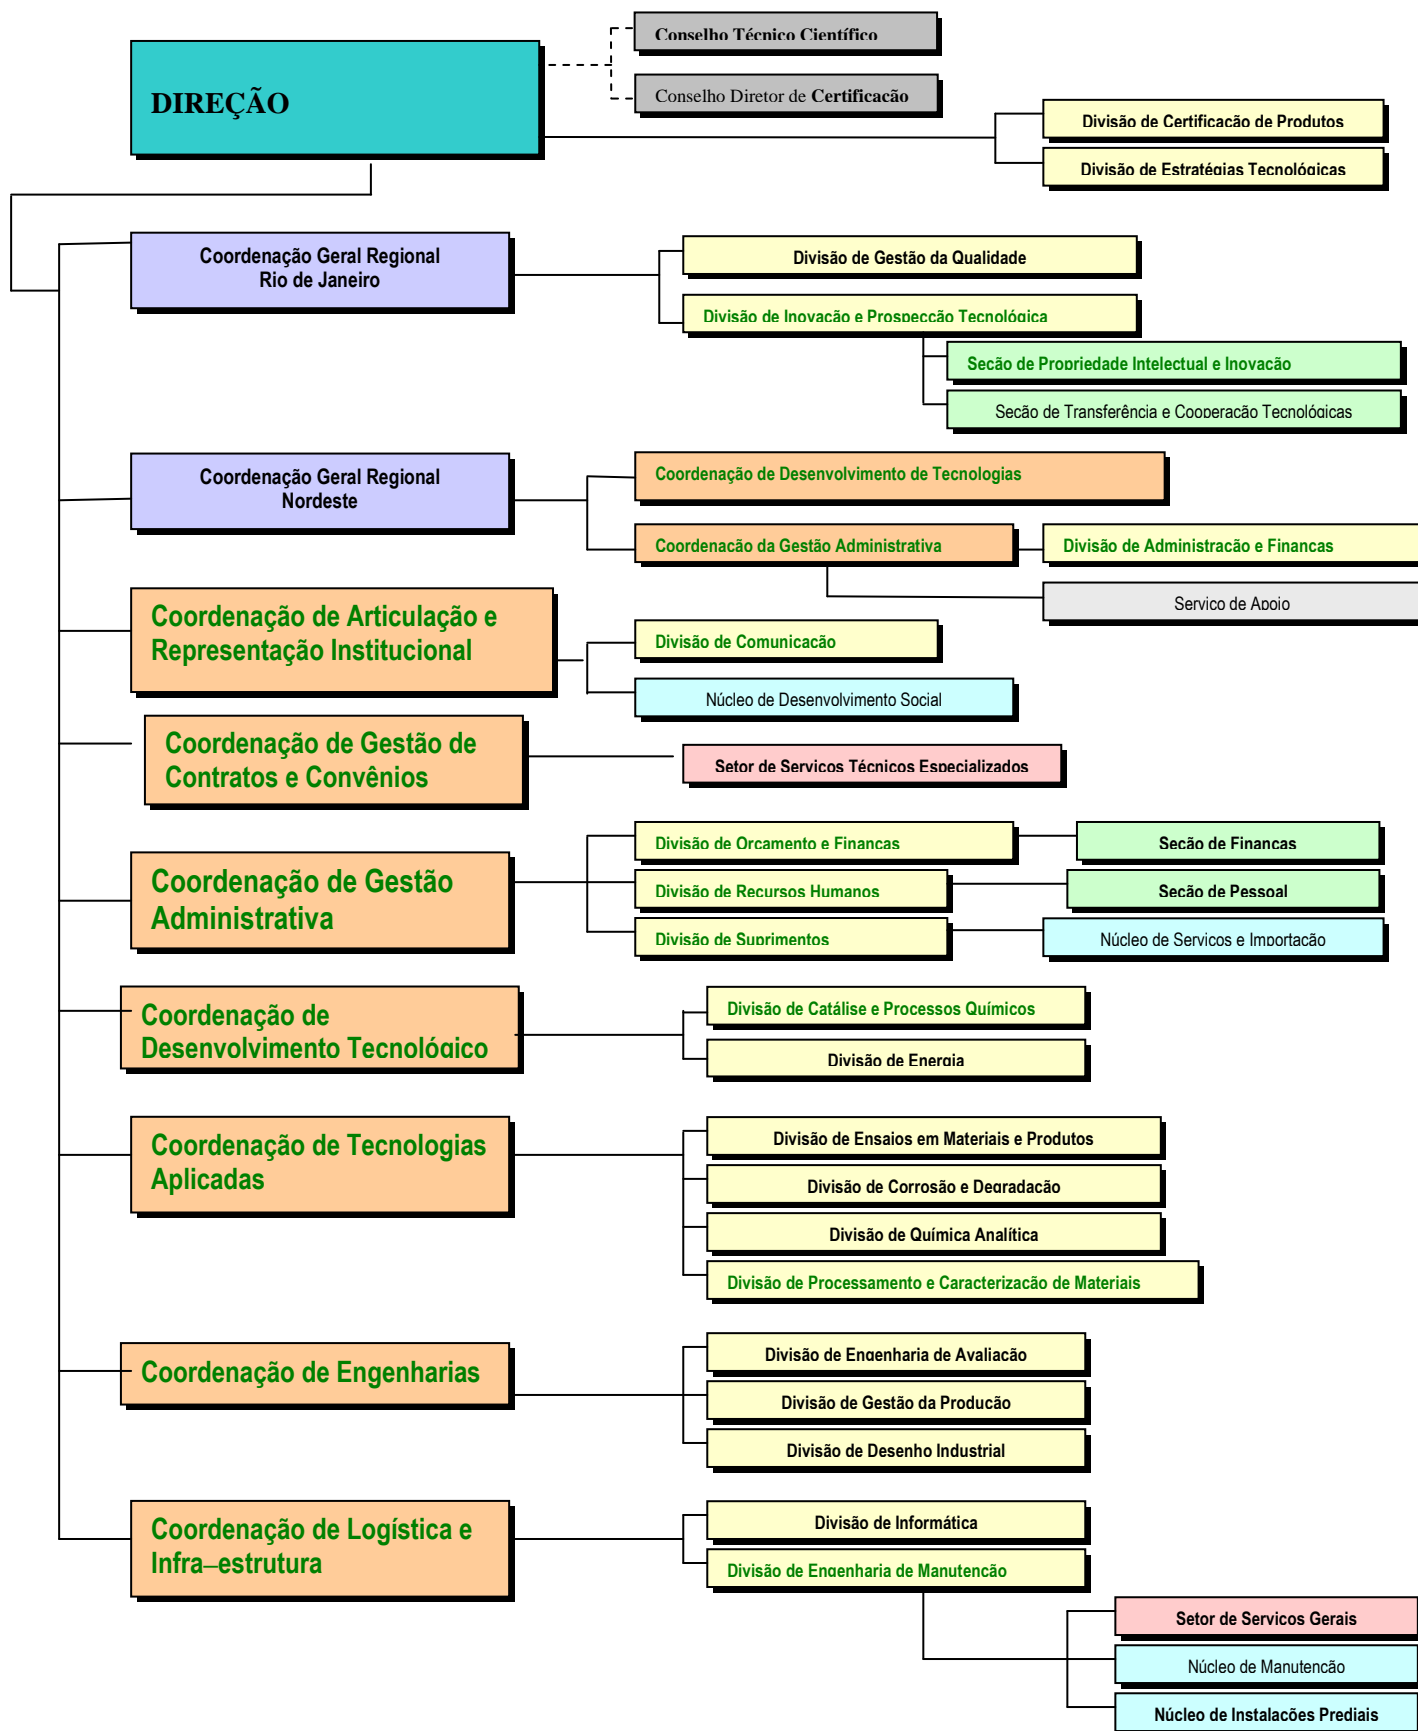 Conselho Técnico Científico
DIREÇÃO
Conselho Diretor de Certificação
Divisão de Certificação de Produtos
Divisão de Estratégias Tecnológicas
Coordenação Geral Regional
Rio de Janeiro
Divisão de Gestão da Qualidade
Divisão de Inovação e Prospecção Tecnológica
Seção de Propriedade Intelectual e Inovação
Seção de Transferência e Cooperação Tecnológicas
Coordenação Geral Regional
Nordeste
Coordenação de Desenvolvimento de Tecnologias
Coordenação da Gestão Administrativa
Divisão de Administração e Finanças
Serviço de Apoio
Coordenação de Articulação e
Representação Institucional
Divisão de Comunicação
Núcleo de Desenvolvimento Social
Coordenação de Gestão de
Contratos e Convênios
Setor de Serviços Técnicos Especializados
Coordenação de Gestão
Administrativa
Divisão de Orçamento e Finanças
Seção de Finanças
Divisão de Recursos Humanos
Seção de Pessoal
Divisão de Suprimentos
Núcleo de Serviços e Importação
Coordenação de
Desenvolvimento Tecnológico
Divisão de Catálise e Processos Químicos
Divisão de Energia
Coordenação de Tecnologias
Aplicadas
Divisão de Ensaios em Materiais e Produtos
Divisão de Corrosão e Degradação
Divisão de Química Analítica
Divisão de Processamento e Caracterização de Materiais
Coordenação de Engenharias
Divisão de Engenharia de Avaliação
Divisão de Gestão da Produção
Divisão de Desenho Industrial
Coordenação de Logística e
Infra–estrutura
Divisão de Informática
Divisão de Engenharia de Manutenção
Setor de Serviços Gerais
Núcleo de Manutenção
Núcleo de Instalações Prediais